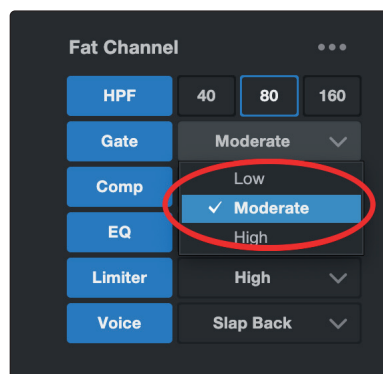 Fat Channel
HPF 40 80 160
Gate Moderate
Low
Comp
Moderate
EQ
High
Limiter High
Voice Slap Back